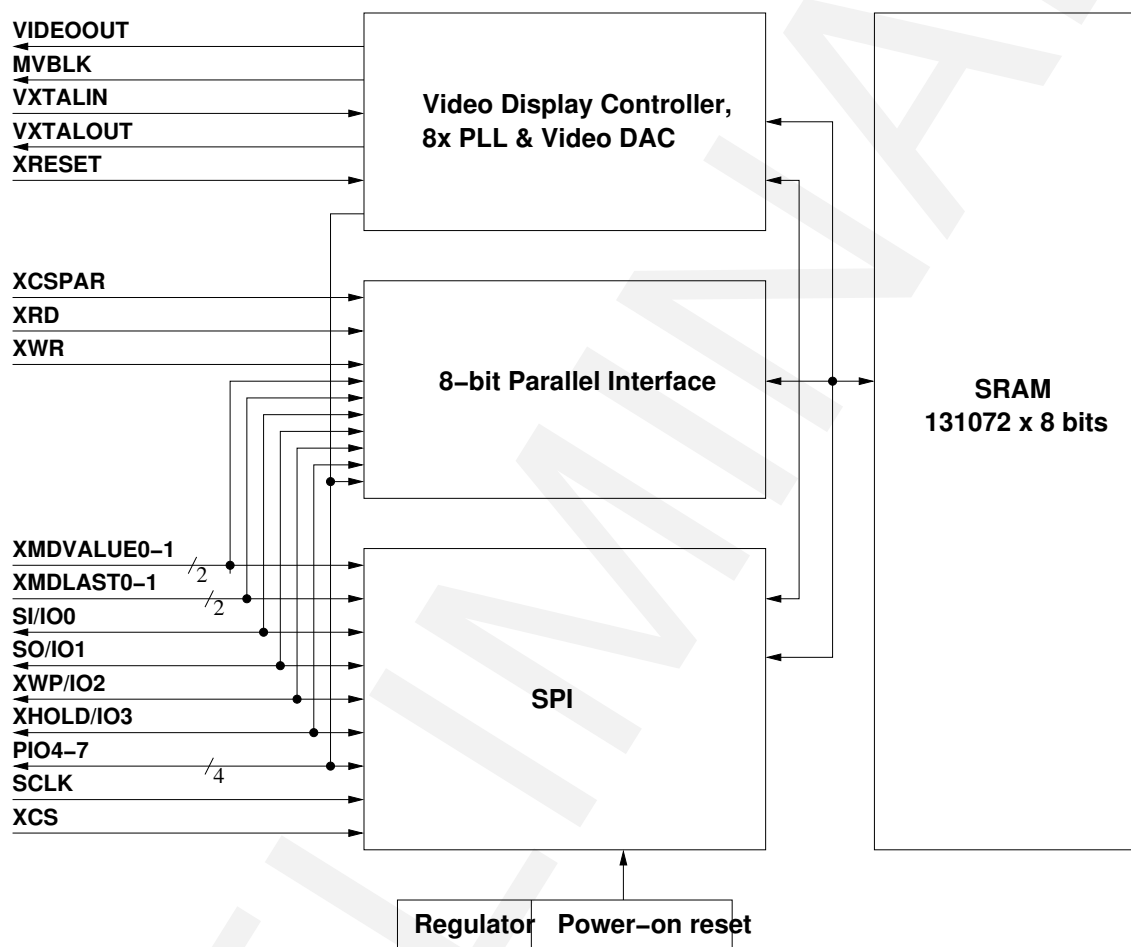 VIDEOOUT
MVBLK
VXTALIN
VXTALOUT
XRESET
Video Display Controller,
8x PLL & Video DAC
XCSPAR
XRD
XWR
8−bit Parallel Interface
SRAM
131072 x 8 bits
XMDVALUE0−1
2
XMDLAST0−1
2
SI/IO0
SO/IO1
XWP/IO2
XHOLD/IO3
PIO4−7
4
SCLK
XCS
SPI
Regulator
Power−on reset
LIMINA